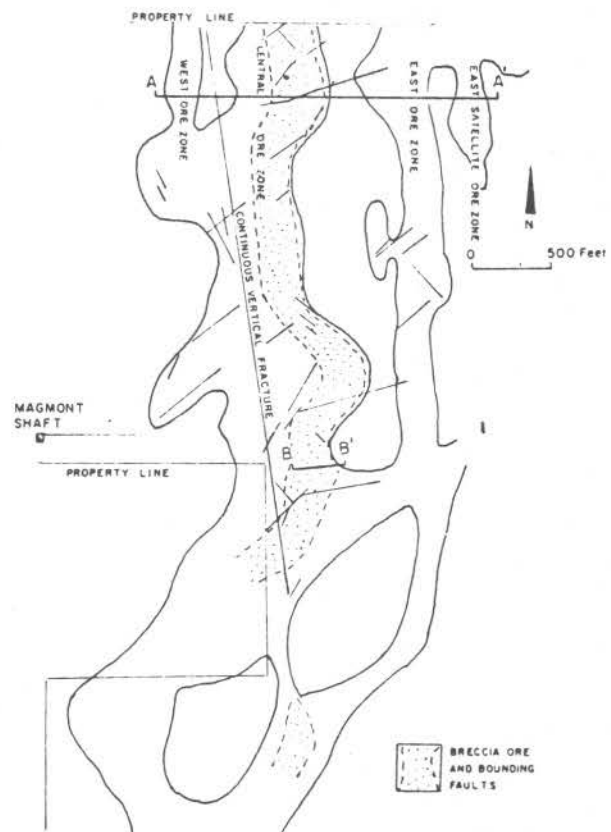 PROPERTY LINE
A
A'
WEST ORE ZONE
CENTRAL ORE ZONE
EAST ORE ZONE
EAST SATELLITE ORE ZONE
N
0 500 Feet
CONTINUOUS VERTICAL FRACTURE
MAGMONT
SHAFT
B B'
PROPERTY LINE
BRECCIA ORE
AND BOUNDING
FAULTS